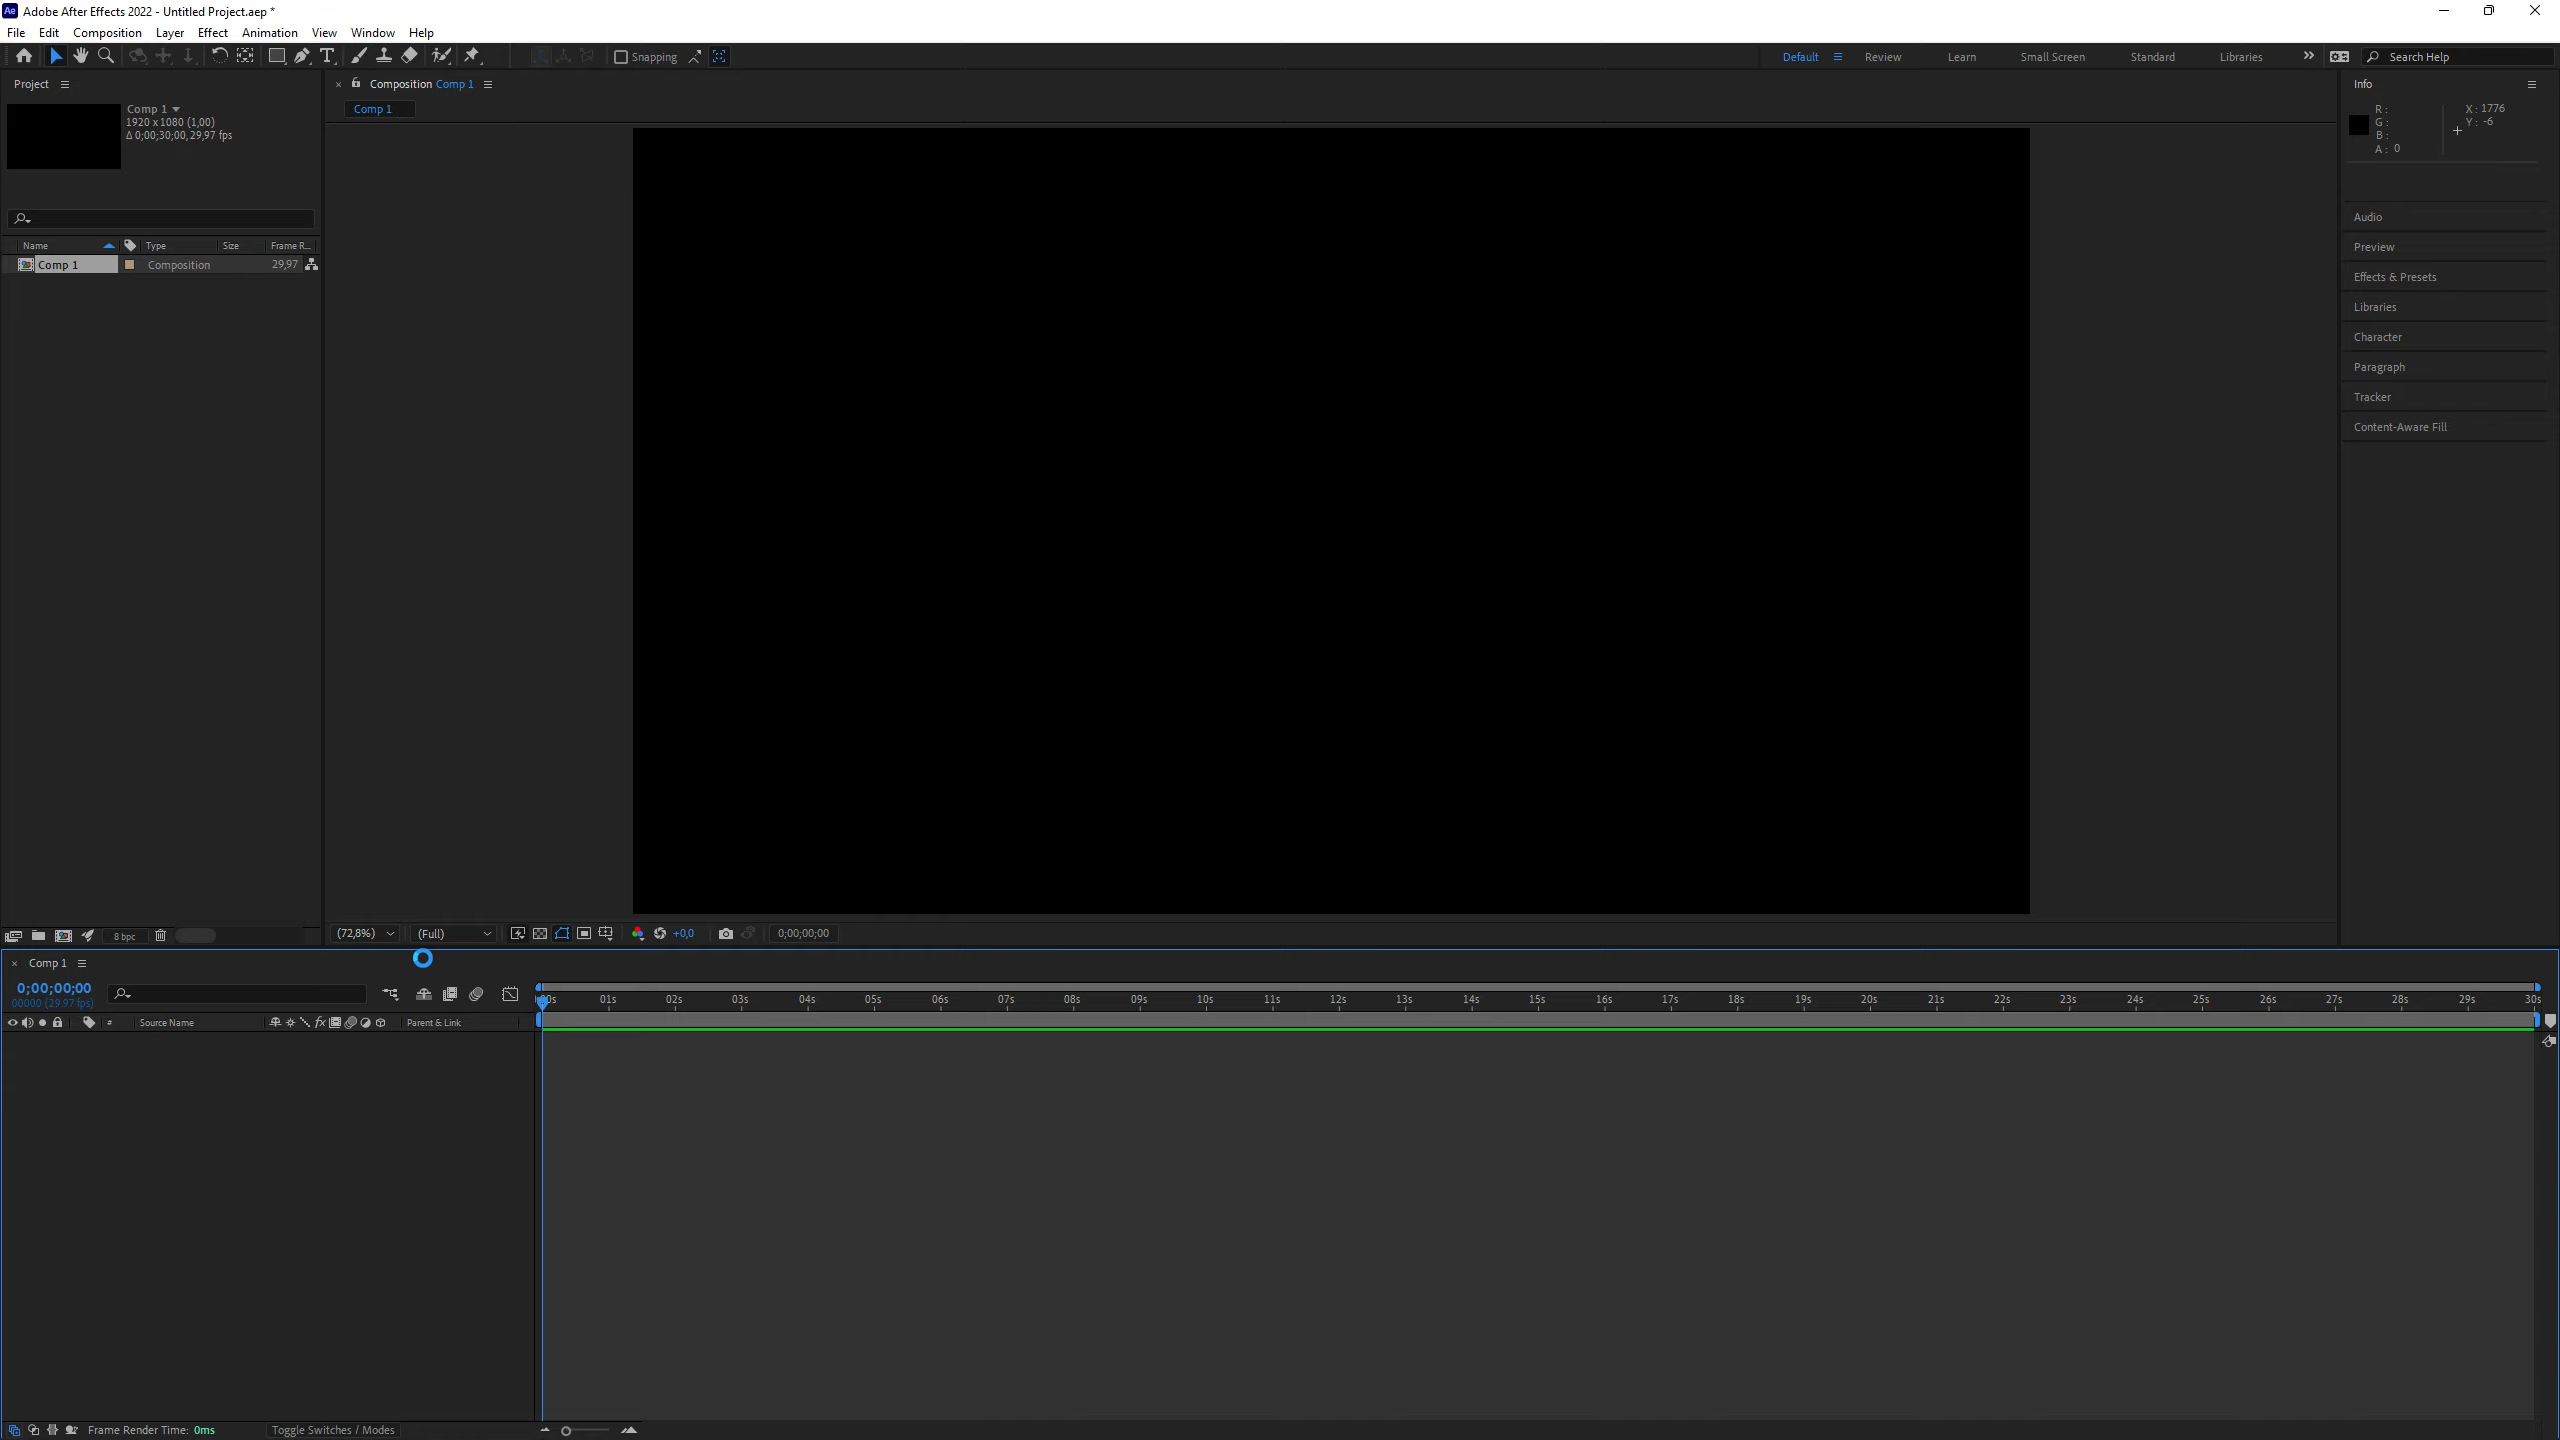 Ae Adobe After Effects 2022 - Untitled Project.aep *
File Edit Composition Layer Effect Animation View Window Help
Snapping Default Review Learn Small Screen Standard Libraries Search Help
Project
Comp 1
1920 x 1080 (1,00)
Δ 0;00;30;00, 29,97 fps
Name Type Size Frame R...
Comp 1 Composition 29,97
8 bpc
Composition Comp 1
Comp 1
(72,8%) (Full) +0,0 0;00;00;00
Info
R :
G :
B :
A : 0
X : 1776
Y : -6
Audio
Preview
Effects & Presets
Libraries
Character
Paragraph
Tracker
Content-Aware Fill
Comp 1
0;00;00;00
00000 (29.97 fps)
# Source Name fx Parent & Link
00s 01s 02s 03s 04s 05s 06s 07s 08s 09s 10s 11s 12s 13s 14s 15s 16s 17s 18s 19s 20s 21s 22s 23s 24s 25s 26s 27s 28s 29s 30s
Frame Render Time: 0ms Toggle Switches / Modes